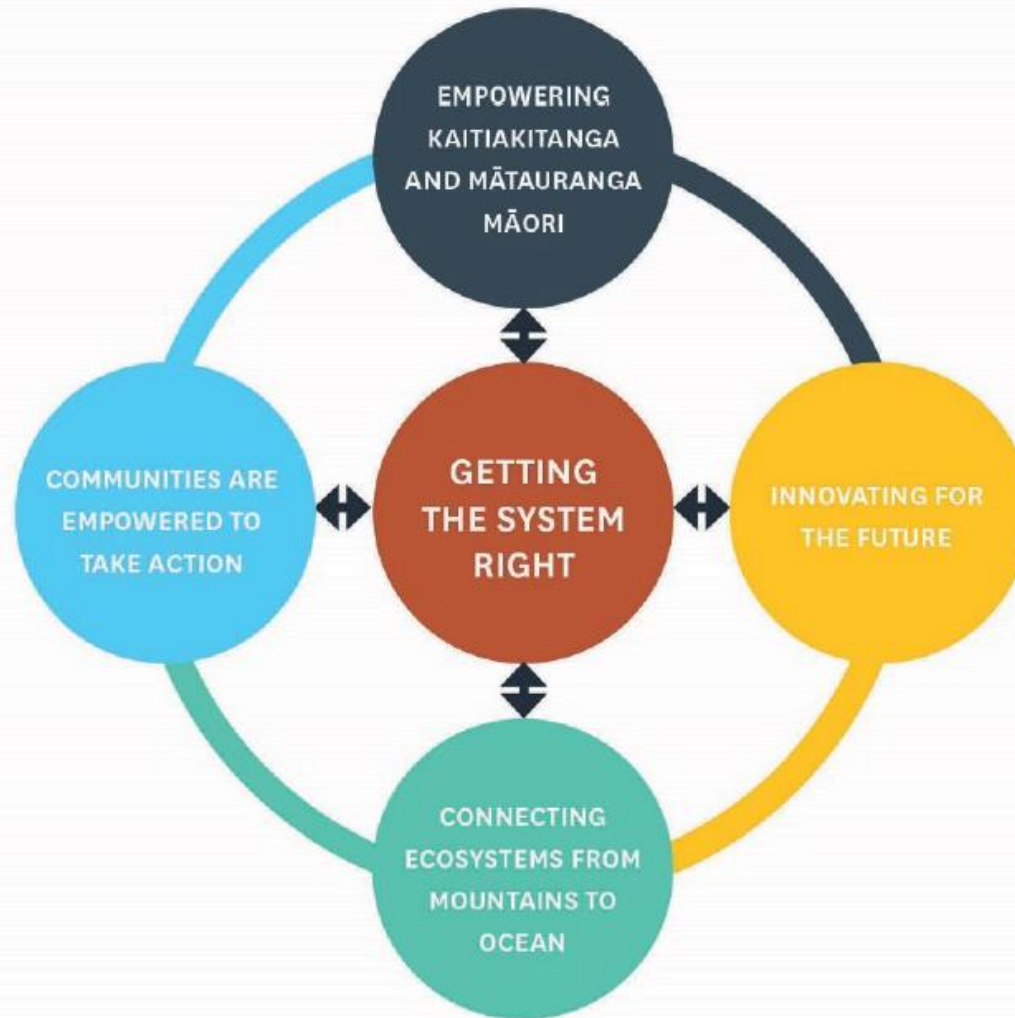 EMPOWERING
KAITIAKITANGA
AND MĀTAURANGA
MĀORI
COMMUNITIES ARE
EMPOWERED TO
TAKE ACTION
GETTING
THE SYSTEM
RIGHT
INNOVATING FOR
THE FUTURE
CONNECTING
ECOSYSTEMS FROM
MOUNTAINS TO
OCEAN